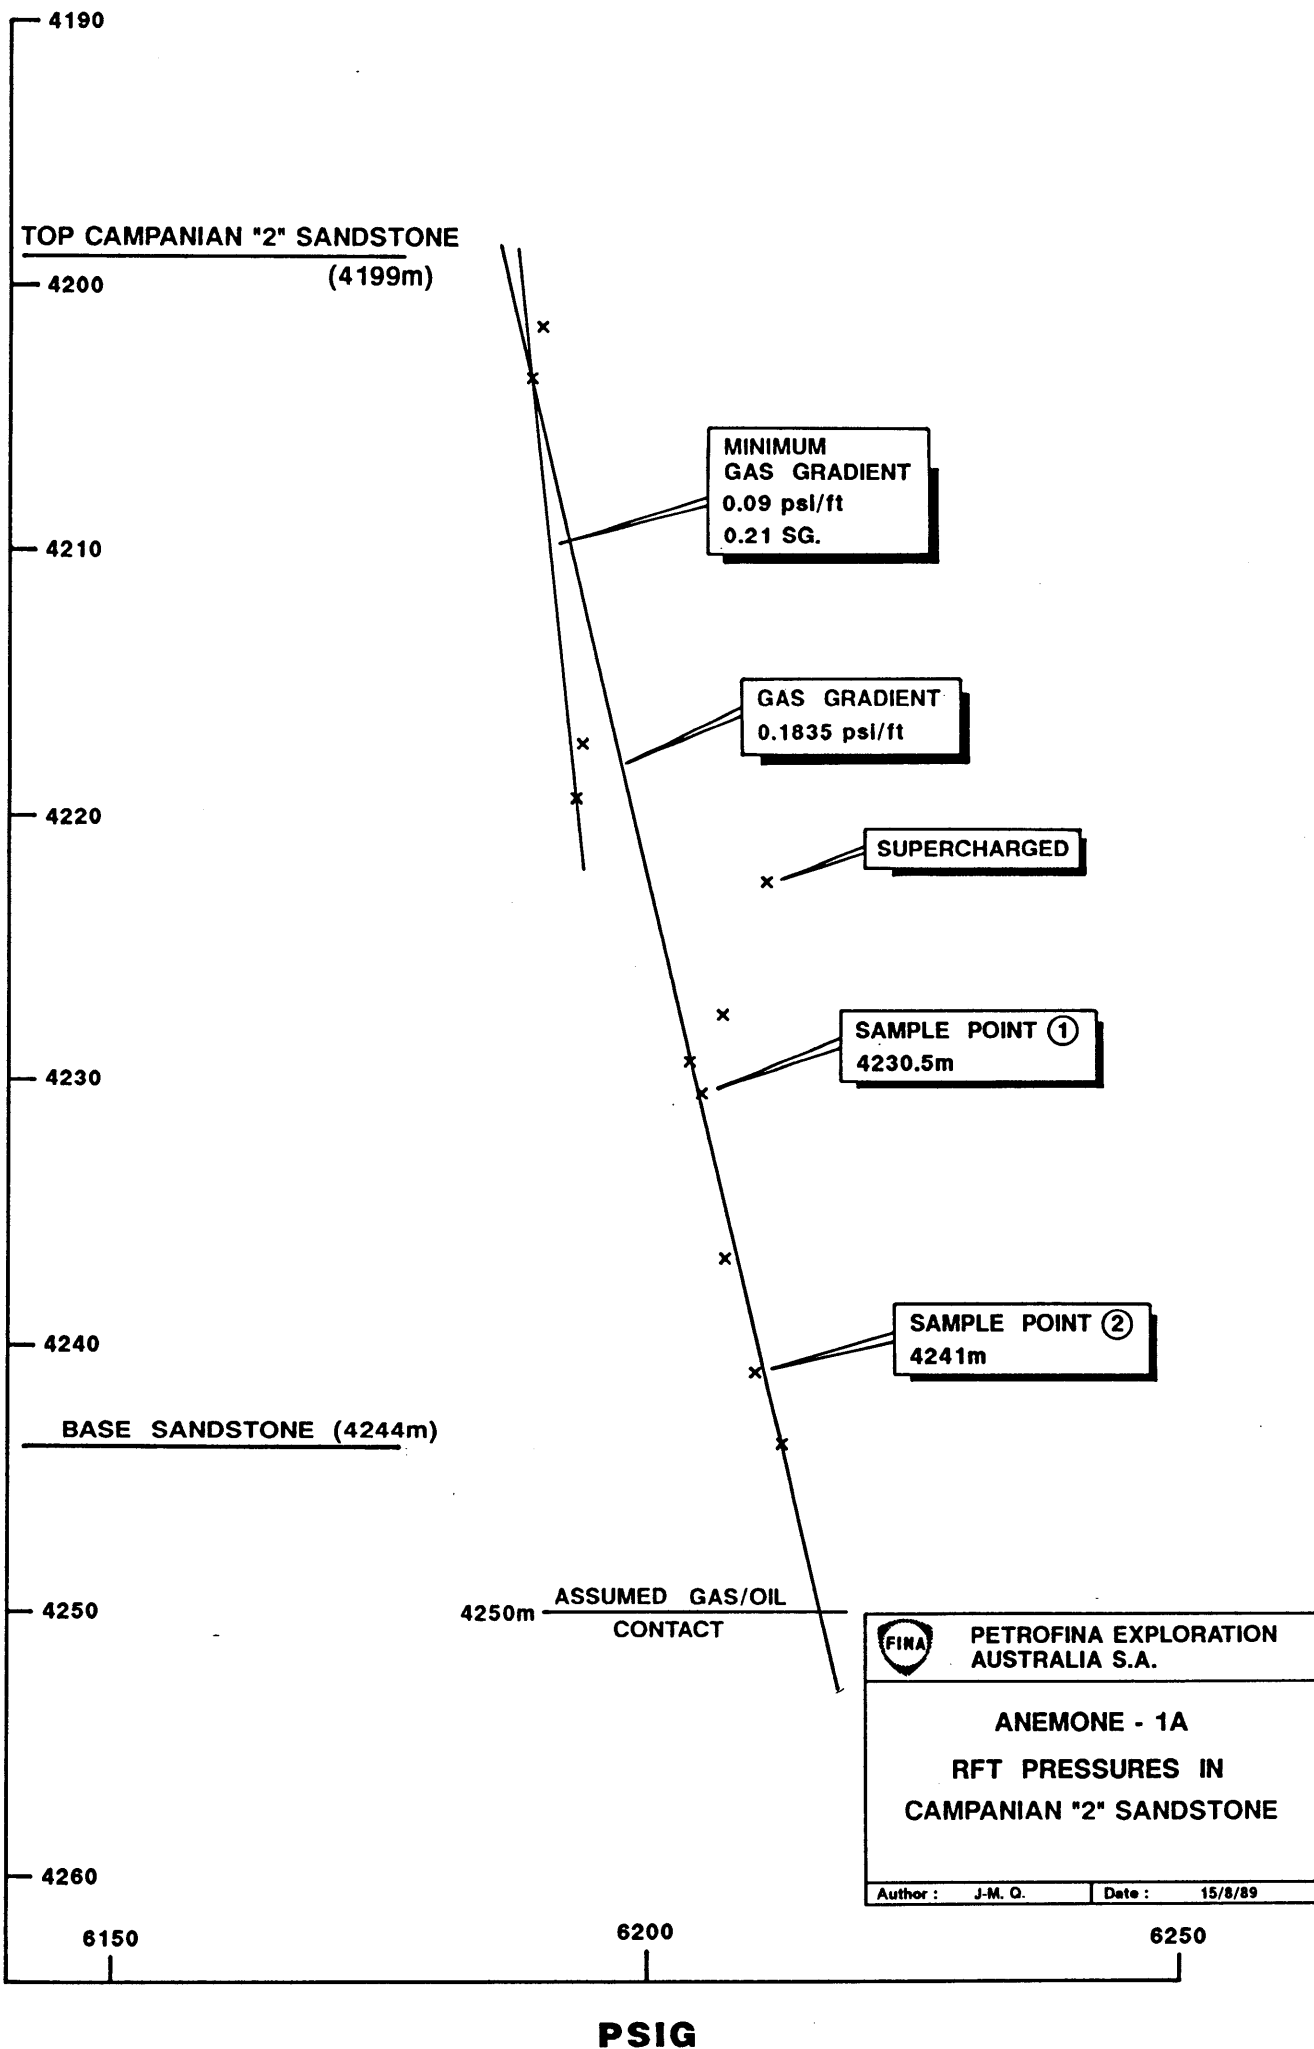 4190
TOP CAMPANIAN "2" SANDSTONE
(4199m)
4200
MINIMUM
GAS GRADIENT
0.09 psi/ft
0.21 SG.
4210
GAS GRADIENT
0.1835 psi/ft
4220
SUPERCHARGED
SAMPLE POINT 1
4230.5m
4230
SAMPLE POINT 2
4241m
4240
BASE SANDSTONE (4244m)
ASSUMED GAS/OIL
4250m
CONTACT
4250
FINA
PETROFINA EXPLORATION
AUSTRALIA S.A.
ANEMONE - 1A
RFT PRESSURES IN
CAMPANIAN "2" SANDSTONE
4260
Author : J-M. Q. Date : 15/8/89
6150 6200 6250
PSIG